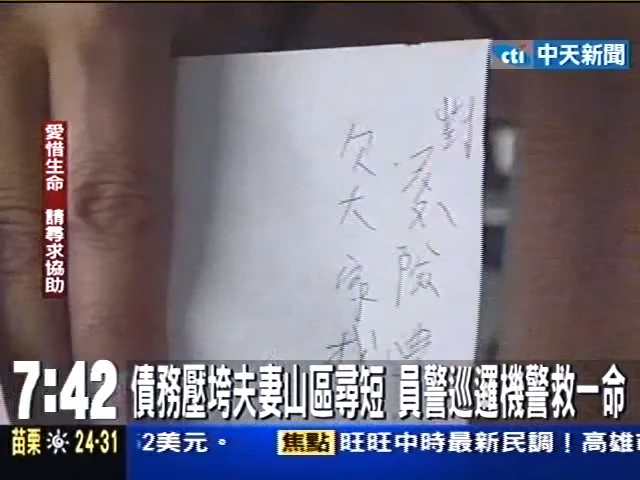 cti 中天新聞
愛惜生命 請尋求協助
對
欠大家
7:42 債務壓垮夫妻山區尋短 員警巡邏機警救一命
苗栗 24-31 52美元。 焦點 旺旺中時最新民調！高雄市